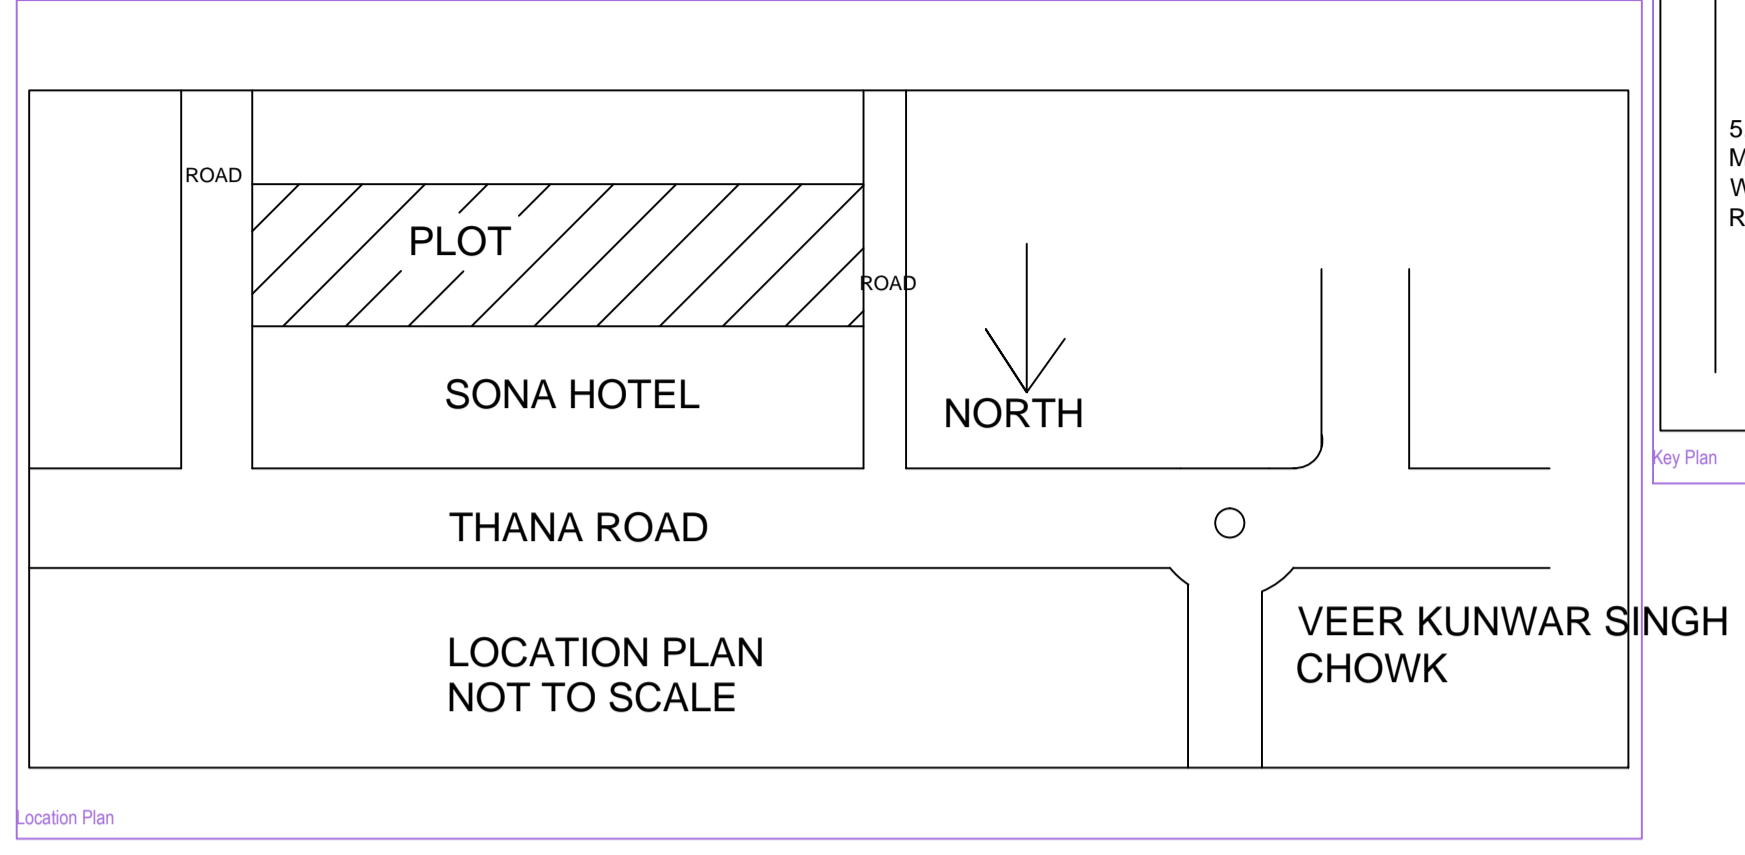 ROAD
PLOT
ROAD
SONA HOTEL
NORTH
THANA ROAD
VEER KUNWAR SINGH
CHOWK
LOCATION PLAN
NOT TO SCALE
Location Plan
5
M
W
R
Key Plan